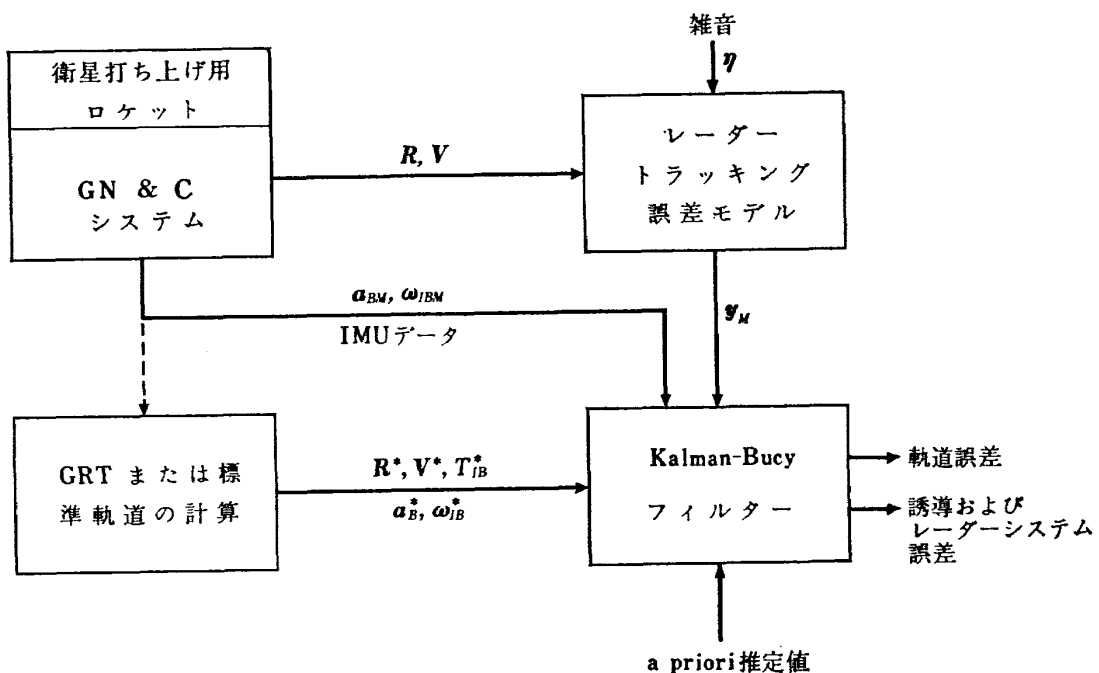 雑音
η
衛星打ち上げ用
ロケット
GN & C
システム
R, V
レーダー
トラッキング
誤差モデル
a_BM, ω_IBM
IMUデータ
y_M
GRT または標
準軌道の計算
R*, V*, T*_IB
a*_B, ω*_IB
Kalman-Bucy
フィルター
軌道誤差
誘導および
レーダーシステム
誤差
a priori推定値